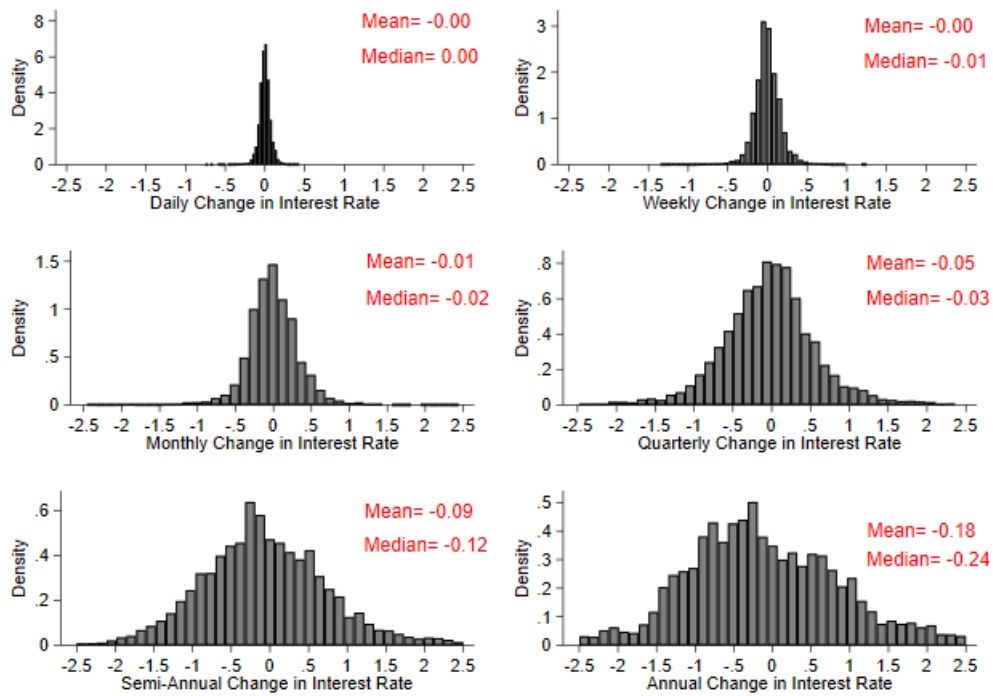 Mean= -0.00
Median= 0.00
Density
8
6
4
2
0
-2.5 -2 -1.5 -1 -.5 0 .5 1 1.5 2 2.5
Daily Change in Interest Rate
Mean= -0.00
Median= -0.01
Density
3
2
1
0
-2.5 -2 -1.5 -1 -.5 0 .5 1 1.5 2 2.5
Weekly Change in Interest Rate
Mean= -0.01
Median= -0.02
Density
1.5
1
.5
0
-2.5 -2 -1.5 -1 -.5 0 .5 1 1.5 2 2.5
Monthly Change in Interest Rate
Mean= -0.05
Median= -0.03
Density
.8
.6
.4
.2
0
-2.5 -2 -1.5 -1 -.5 0 .5 1 1.5 2 2.5
Quarterly Change in Interest Rate
Mean= -0.09
Median= -0.12
Density
.6
.4
.2
0
-2.5 -2 -1.5 -1 -.5 0 .5 1 1.5 2 2.5
Semi-Annual Change in Interest Rate
Mean= -0.18
Median= -0.24
Density
.5
.4
.3
.2
.1
0
-2.5 -2 -1.5 -1 -.5 0 .5 1 1.5 2 2.5
Annual Change in Interest Rate